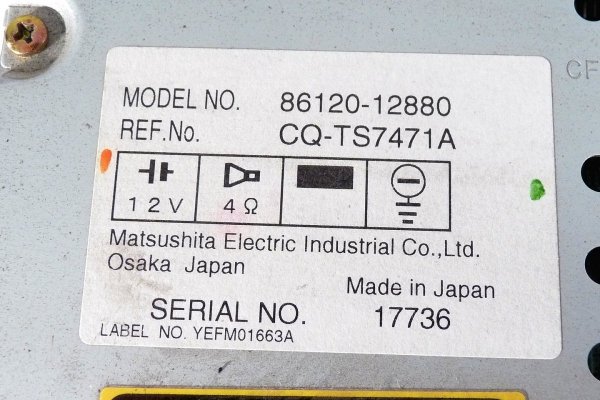 MODEL NO. 86120-12880
REF.No. CQ-TS7471A
12V 4Ω
Matsushita Electric Industrial Co.,Ltd.
Osaka Japan
Made in Japan
SERIAL NO. 17736
LABEL NO. YEFM01663A
CF